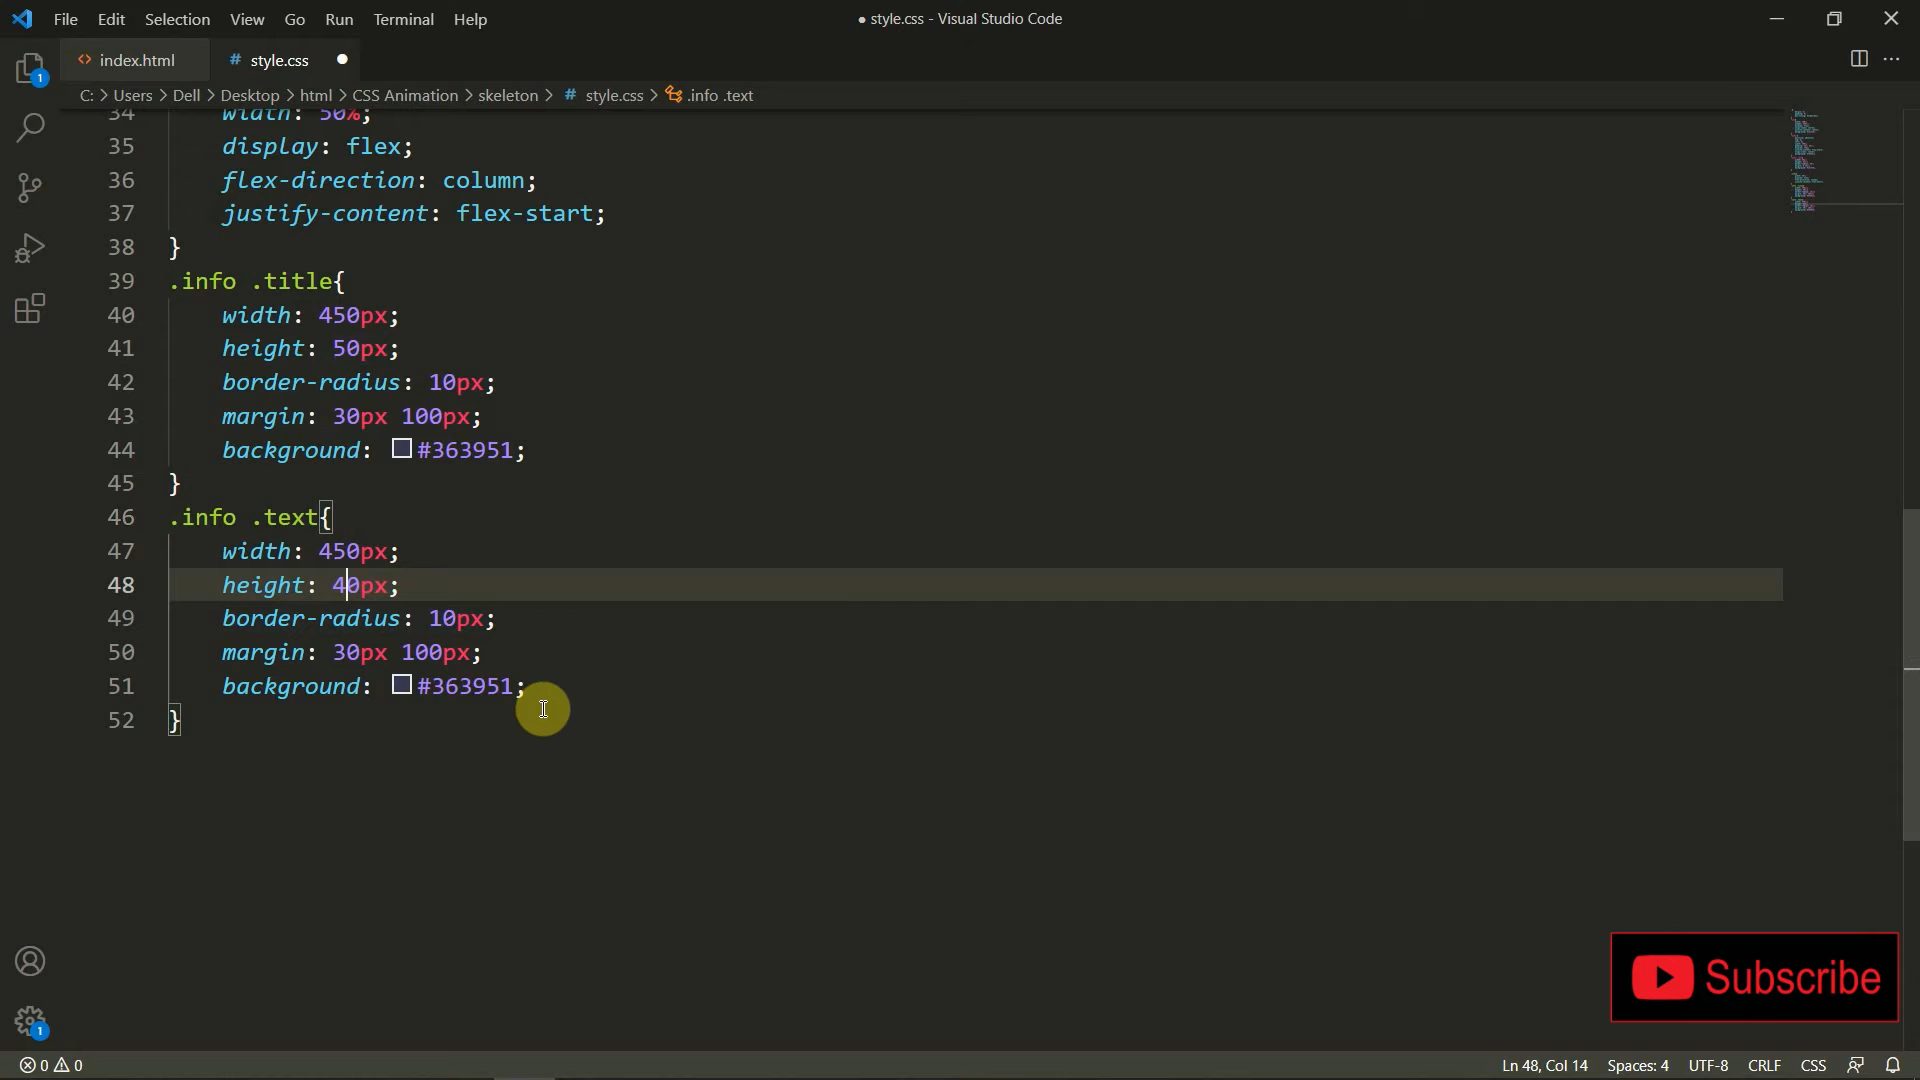 File Edit Selection View Go Run Terminal Help
● style.css - Visual Studio Code
index.html
# style.css ●
C: > Users > Dell > Desktop > html > CSS Animation > skeleton > # style.css > .info .text
34 width: 50%;
35 display: flex;
36 flex-direction: column;
37 justify-content: flex-start;
38 }
39 .info .title{
40 width: 450px;
41 height: 50px;
42 border-radius: 10px;
43 margin: 30px 100px;
44 background: #363951;
45 }
46 .info .text{
47 width: 450px;
48 height: 40px;
49 border-radius: 10px;
50 margin: 30px 100px;
51 background: #363951;
52 }
1
1
Subscribe
0 0
Ln 48, Col 14 Spaces: 4 UTF-8 CRLF CSS